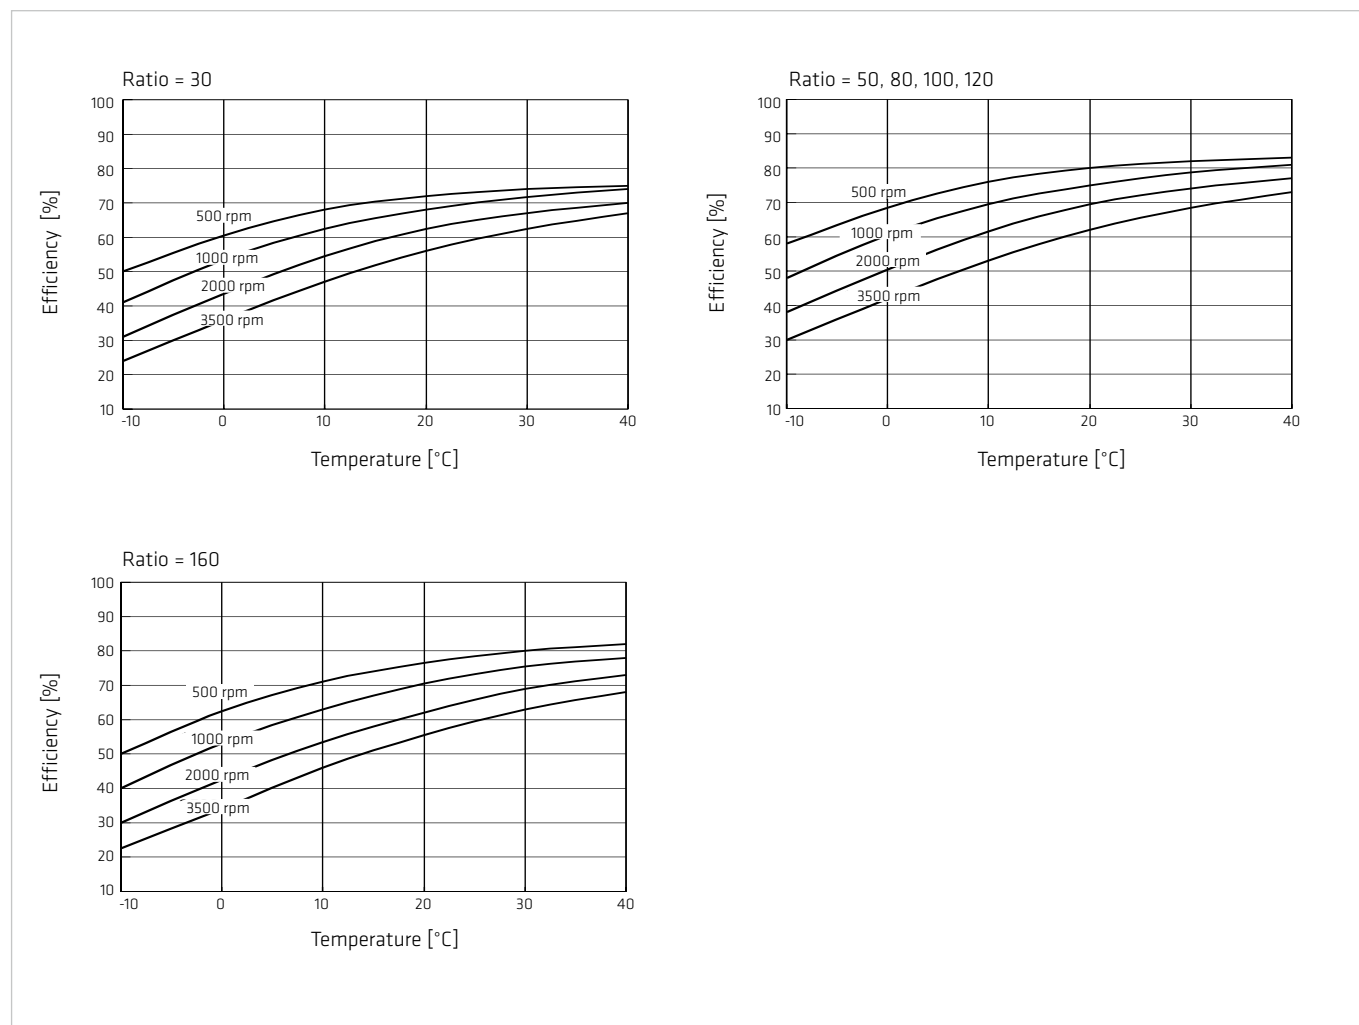 Ratio = 30
100
90
80
70
60
50
40
30
20
10
Efficiency [%]
500 rpm
1000 rpm
2000 rpm
3500 rpm
-10 0 10 20 30 40
Temperature [°C]
Ratio = 50, 80, 100, 120
100
90
80
70
60
50
40
30
20
10
Efficiency [%]
500 rpm
1000 rpm
2000 rpm
3500 rpm
-10 0 10 20 30 40
Temperature [°C]
Ratio = 160
100
90
80
70
60
50
40
30
20
10
Efficiency [%]
500 rpm
1000 rpm
2000 rpm
3500 rpm
-10 0 10 20 30 40
Temperature [°C]